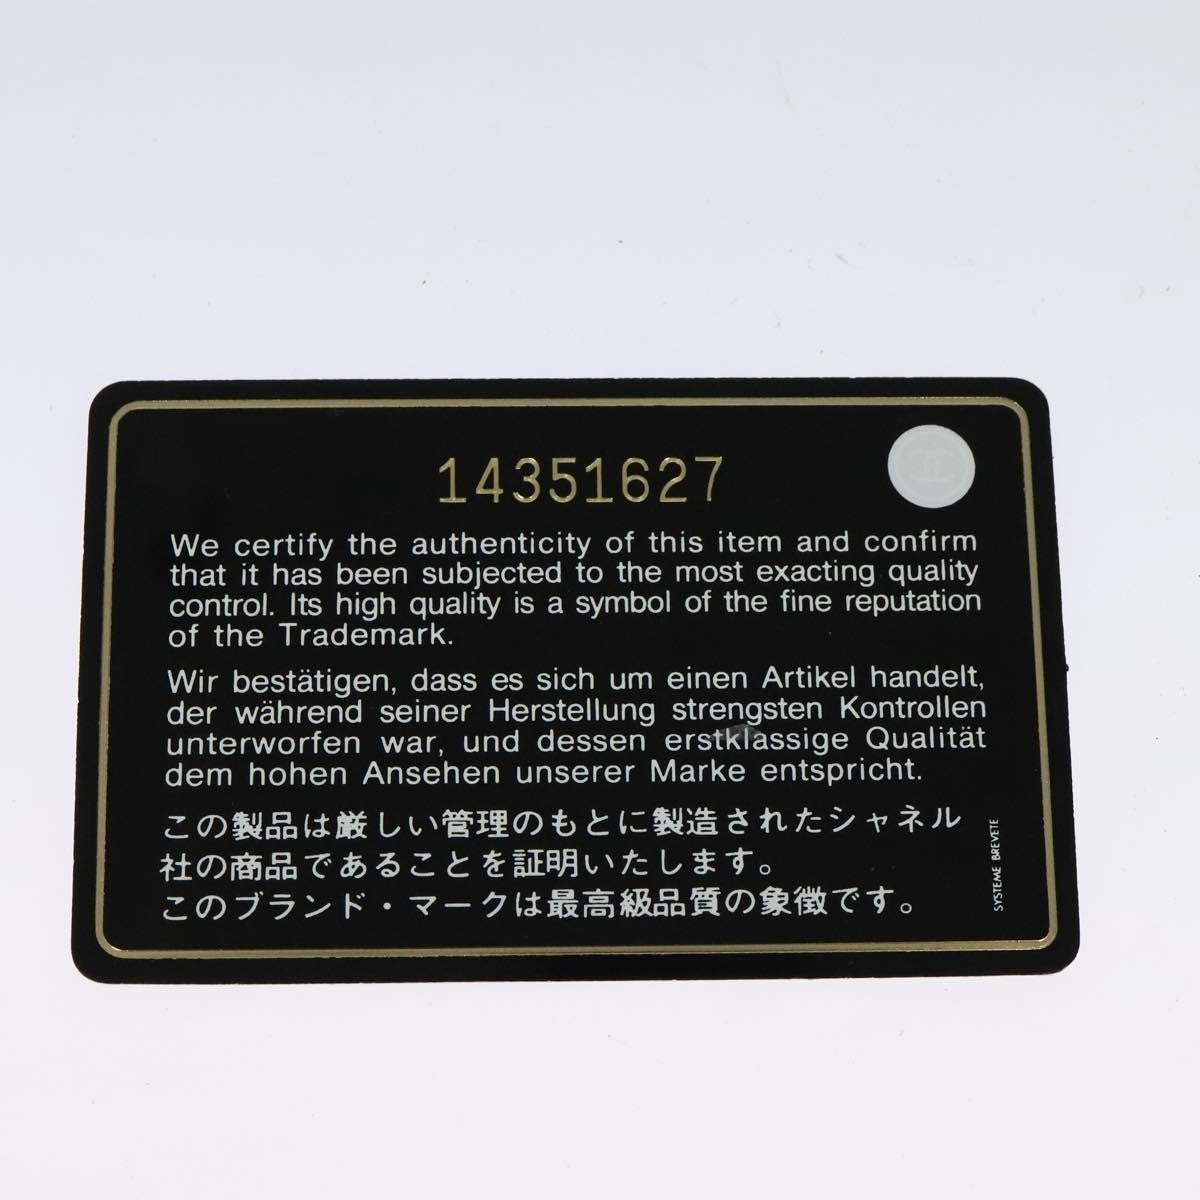 14351627
We certify the authenticity of this item and confirm
that it has been subjected to the most exacting quality
control. Its high quality is a symbol of the fine reputation
of the Trademark.
Wir bestätigen, dass es sich um einen Artikel handelt,
der während seiner Herstellung strengsten Kontrollen
unterworfen war, und dessen erstklassige Qualität
dem hohen Ansehen unserer Marke entspricht.
この製品は厳しい管理のもとに製造されたシャネル
社の商品であることを証明いたします。
このブランド・マークは最高級品質の象徴です。
SYSTEME BREVETE